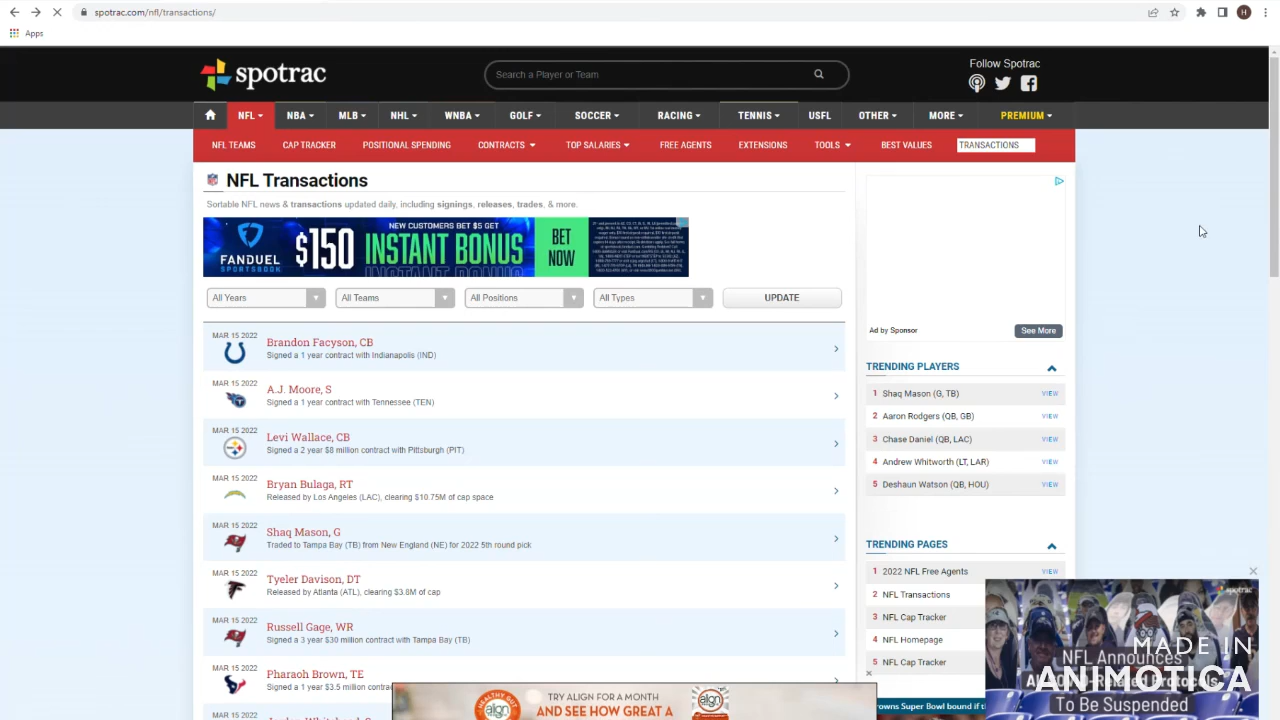 spotrac.com/nfl/transactions/
H
Apps
spotrac
Search a Player or Team
Follow Spotrac
NFL NBA MLB NHL WNBA GOLF SOCCER RACING TENNIS USFL OTHER MORE PREMIUM
NFL TEAMS CAP TRACKER POSITIONAL SPENDING CONTRACTS TOP SALARIES FREE AGENTS EXTENSIONS TOOLS BEST VALUES TRANSACTIONS
NFL Transactions
Sortable NFL news & transactions updated daily, including signings, releases, trades, & more.
FANDUEL
SPORTSBOOK
$150
NEW CUSTOMERS BET $5 GET
INSTANT BONUS
BET
NOW
All Years All Teams All Positions All Types UPDATE
MAR 15 2022
Brandon Facyson, CB
Signed a 1 year contract with Indianapolis (IND)
MAR 15 2022
A.J. Moore, S
Signed a 1 year contract with Tennessee (TEN)
MAR 15 2022
Levi Wallace, CB
Signed a 2 year $8 million contract with Pittsburgh (PIT)
MAR 15 2022
Bryan Bulaga, RT
Released by Los Angeles (LAC), clearing $10.75M of cap space
MAR 15 2022
Shaq Mason, G
Traded to Tampa Bay (TB) from New England (NE) for 2022 5th round pick
MAR 15 2022
Tyeler Davison, DT
Released by Atlanta (ATL), clearing $3.8M of cap
MAR 15 2022
Russell Gage, WR
Signed a 3 year $30 million contract with Tampa Bay (TB)
MAR 15 2022
Pharaoh Brown, TE
Signed a 1 year $3.5 million contra
MAR 15 2022
Ad by Sponsor
See More
TRENDING PLAYERS
1 Shaq Mason (G, TB) VIEW
2 Aaron Rodgers (QB, GB) VIEW
3 Chase Daniel (QB, LAC) VIEW
4 Andrew Whitworth (LT, LAR) VIEW
5 Deshaun Watson (QB, HOU) VIEW
TRENDING PAGES
1 2022 NFL Free Agents VIEW
2 NFL Transactions
3 NFL Cap Tracker
4 NFL Homepage
5 NFL Cap Tracker
rowns Super Bowl bound if th
spotrac
NFL Announces
To Be Suspended
MADE IN
ANIMOTICA
HEALTHY GUT
align
TRY ALIGN FOR A MONTH
AND SEE HOW GREAT A
align